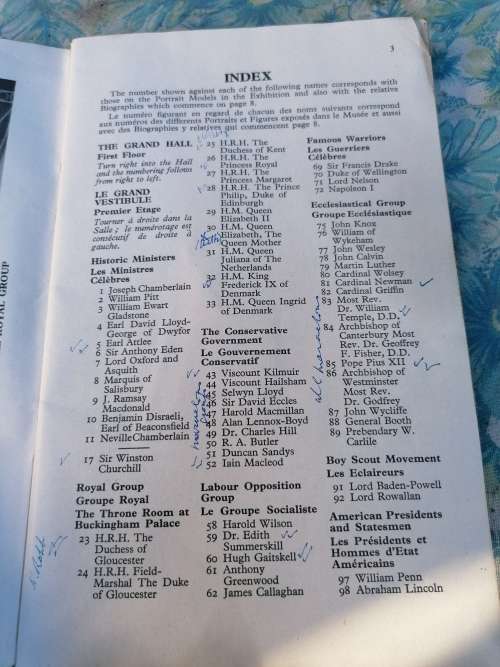 3
INDEX
The number shown against each of the following names corresponds with
those on the Portrait Models in the Exhibition and also with the relative
Biographies which commence on page 8.
Le numéro figurant en regard de chacun des noms suivants correspond
aux numéros des différents Portraits et Figures exposés dans le Musée et aussi
avec des Biographies y relatives qui commencent page 8.
THE GRAND HALL
First Floor
Turn right into the Hall
and the numbering follows
from right to left.
LE GRAND
VESTIBULE
Premier Etage
Tourner à droite dans la
Salle; le numérotage est
consécutif de droite à
gauche.
Historic Ministers
Les Ministres
Célèbres
1 Joseph Chamberlain
2 William Pitt
3 William Ewart
Gladstone
4 Earl David Lloyd-
George of Dwyfor
5 Earl Attlee
6 Sir Anthony Eden
7 Lord Oxford and
Asquith
8 Marquis of
Salisbury
9 J. Ramsay
Macdonald
10 Benjamin Disraeli,
Earl of Beaconsfield
11 Neville Chamberlain
17 Sir Winston
Churchill
Royal Group
Groupe Royal
The Throne Room at
Buckingham Palace
23 H.R.H. The
Duchess of
Gloucester
24 H.R.H. Field-
Marshal The Duke
of Gloucester
25 H.R.H. The
Duchess of Kent
26 H.R.H. The
Princess Royal
27 H.R.H. The
Princess Margaret
28 H.R.H. The Prince
Philip, Duke of
Edinburgh
29 H.M. Queen
Elizabeth II
30 H.M. Queen
Elizabeth, The
Queen Mother
31 H.M. Queen
Juliana of The
Netherlands
32 H.M. King
Frederick IX of
Denmark
33 H.M. Queen Ingrid
of Denmark
The Conservative
Government
Le Gouvernement
Conservatif
43 Viscount Kilmuir
44 Viscount Hailsham
45 Selwyn Lloyd
46 Sir David Eccles
47 Harold Macmillan
48 Alan Lennox-Boyd
49 Dr. Charles Hill
50 R. A. Butler
51 Duncan Sandys
52 Iain Macleod
Labour Opposition
Group
Le Groupe Socialiste
58 Harold Wilson
59 Dr. Edith
Summerskill
60 Hugh Gaitskell
61 Anthony
Greenwood
62 James Callaghan
Famous Warriors
Les Guerriers
Célèbres
69 Sir Francis Drake
70 Duke of Wellington
71 Lord Nelson
72 Napoleon I
Ecclesiastical Group
Groupe Ecclésiastique
75 John Knox
76 William of
Wykeham
77 John Wesley
78 John Calvin
79 Martin Luther
80 Cardinal Wolsey
81 Cardinal Newman
82 Cardinal Griffin
83 Most Rev.
Dr. William
Temple, D.D.
84 Archbishop of
Canterbury Most
Rev. Dr. Geoffrey
F. Fisher, D.D.
85 Pope Pius XII
86 Archbishop of
Westminster
Most Rev.
Dr. Godfrey
87 John Wycliffe
88 General Booth
89 Prebendary W.
Carlile
Boy Scout Movement
Les Eclaireurs
91 Lord Baden-Powell
92 Lord Rowallan
American Presidents
and Statesmen
Les Présidents et
Hommes d'Etat
Américains
97 William Penn
98 Abraham Lincoln
ROYAL GROUP